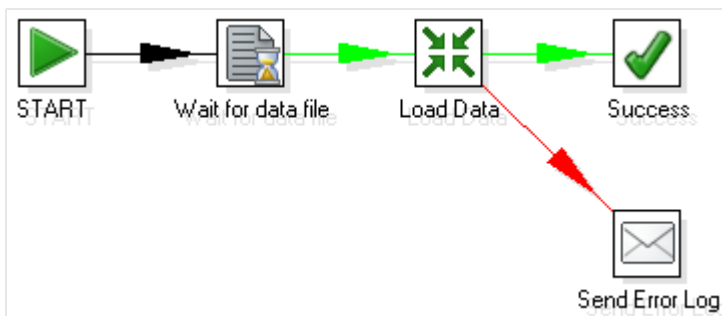 START
Wait for data file
Load Data
Success
Send Error Log